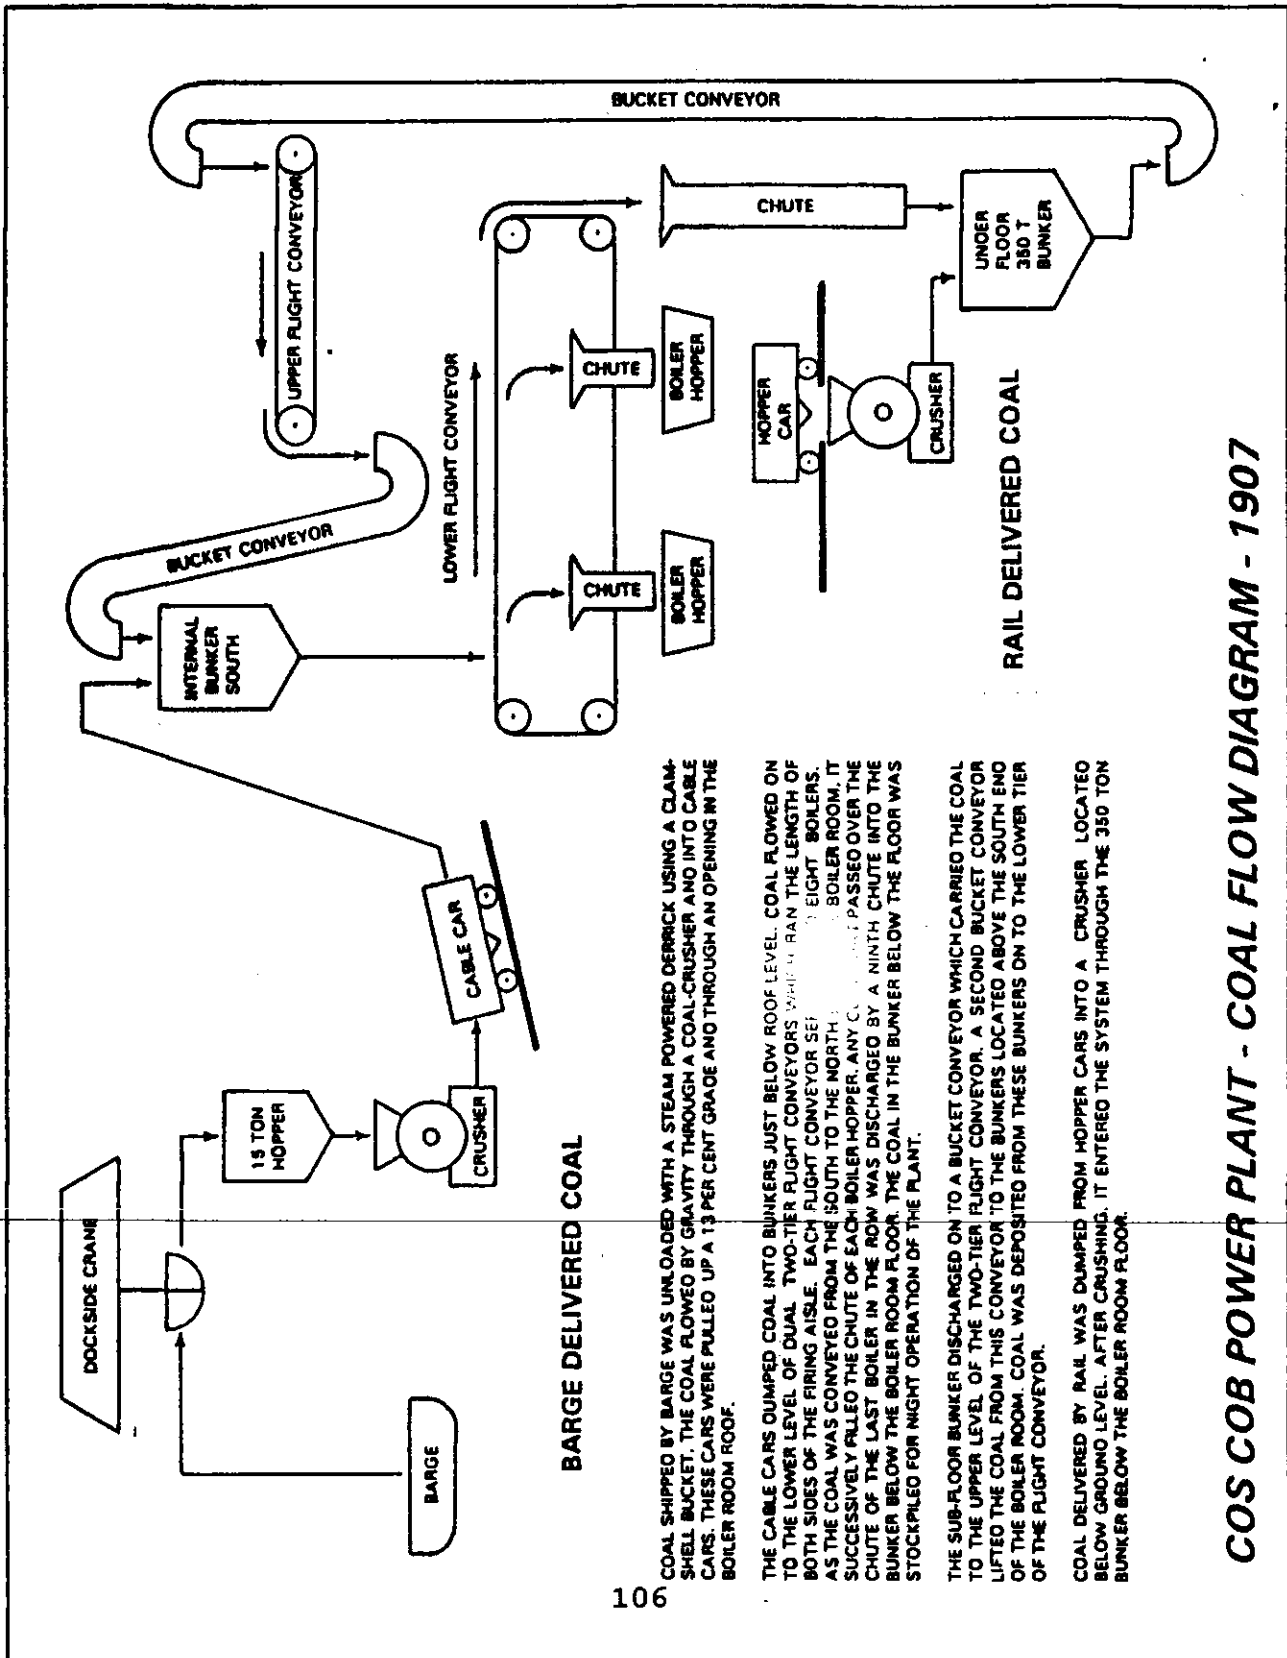 DOCKSIDE CRANE
BARGE
15 TON
HOPPER
CRUSHER
CABLE CAR
BARGE DELIVERED COAL
INTERNAL
BUNKER
SOUTH
BUCKET CONVEYOR
UPPER FLIGHT CONVEYOR
BUCKET CONVEYOR
LOWER FLIGHT CONVEYOR
CHUTE
CHUTE
BOILER
HOPPER
BOILER
HOPPER
CHUTE
HOPPER
CAR
CRUSHER
UNDER
FLOOR
350 T
BUNKER
RAIL DELIVERED COAL
COAL SHIPPED BY BARGE WAS UNLOADED WITH A STEAM POWERED DERRICK USING A CLAM-
SHELL BUCKET. THE COAL FLOWED BY GRAVITY THROUGH A COAL-CRUSHER AND INTO CABLE
CARS. THESE CARS WERE PULLED UP A 13 PER CENT GRADE AND THROUGH AN OPENING IN THE
BOILER ROOM ROOF.
THE CABLE CARS DUMPED COAL INTO BUNKERS JUST BELOW ROOF LEVEL. COAL FLOWED ON
TO THE LOWER LEVEL OF DUAL TWO-TIER FLIGHT CONVEYORS WHICH RAN THE LENGTH OF
BOTH SIDES OF THE FIRING AISLE. EACH FLIGHT CONVEYOR EIGHT BOILERS.
AS THE COAL WAS CONVEYED FROM THE SOUTH TO THE NORTH BOILER ROOM, IT
SUCCESSIVELY FILLED THE CHUTE OF EACH BOILER HOPPER. ANY PASSED OVER THE
CHUTE OF THE LAST BOILER IN THE ROW WAS DISCHARGED BY A NINTH CHUTE INTO THE
BUNKER BELOW THE BOILER ROOM FLOOR. THE COAL IN THE BUNKER BELOW THE FLOOR WAS
STOCKPILED FOR NIGHT OPERATION OF THE PLANT.
THE SUB-FLOOR BUNKER DISCHARGED ON TO A BUCKET CONVEYOR WHICH CARRIED THE COAL
TO THE UPPER LEVEL OF THE TWO-TIER FLIGHT CONVEYOR. A SECOND BUCKET CONVEYOR
LIFTED THE COAL FROM THIS CONVEYOR TO THE BUNKERS LOCATED ABOVE THE SOUTH END
OF THE BOILER ROOM. COAL WAS DEPOSITED FROM THESE BUNKERS ON TO THE LOWER TIER
OF THE FLIGHT CONVEYOR.
COAL DELIVERED BY RAIL WAS DUMPED FROM HOPPER CARS INTO A CRUSHER LOCATED
BELOW GROUND LEVEL. AFTER CRUSHING, IT ENTERED THE SYSTEM THROUGH THE 350 TON
BUNKER BELOW THE BOILER ROOM FLOOR.
COS COB POWER PLANT - COAL FLOW DIAGRAM - 1907
106